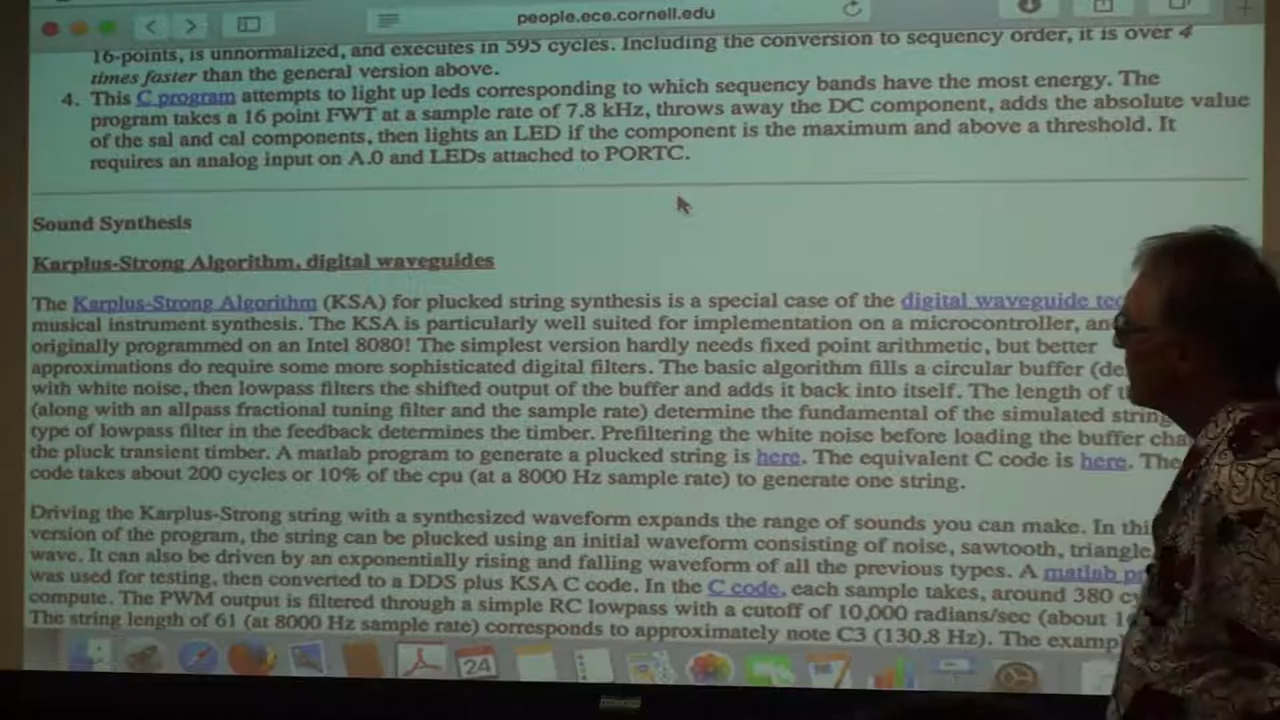 people.ece.cornell.edu
16-points, is unnormalized, and executes in 595 cycles. Including the conversion to sequency order, it is over 4
times faster than the general version above.
4. This C program attempts to light up leds corresponding to which sequency bands have the most energy. The
program takes a 16 point FWT at a sample rate of 7.8 kHz, throws away the DC component, adds the absolute value
of the sal and cal components, then lights an LED if the component is the maximum and above a threshold. It
requires an analog input on A.0 and LEDs attached to PORTC.
Sound Synthesis
Karplus-Strong Algorithm, digital waveguides
The Karplus-Strong Algorithm (KSA) for plucked string synthesis is a special case of the digital waveguide tec
musical instrument synthesis. The KSA is particularly well suited for implementation on a microcontroller, an
originally programmed on an Intel 8080! The simplest version hardly needs fixed point arithmetic, but better
approximations do require some more sophisticated digital filters. The basic algorithm fills a circular buffer (de
with white noise, then lowpass filters the shifted output of the buffer and adds it back into itself. The length of
(along with an allpass fractional tuning filter and the sample rate) determine the fundamental of the simulated string
type of lowpass filter in the feedback determines the timber. Prefiltering the white noise before loading the buffer cha
the pluck transient timber. A matlab program to generate a plucked string is here. The equivalent C code is here. The
code takes about 200 cycles or 10% of the cpu (at a 8000 Hz sample rate) to generate one string.
Driving the Karplus-Strong string with a synthesized waveform expands the range of sounds you can make. In thi
version of the program, the string can be plucked using an initial waveform consisting of noise, sawtooth, triangle,
wave. It can also be driven by an exponentially rising and falling waveform of all the previous types. A matlab pr
was used for testing, then converted to a DDS plus KSA C code. In the C code, each sample takes, around 380 cy
compute. The PWM output is filtered through a simple RC lowpass with a cutoff of 10,000 radians/sec (about 1
The string length of 61 (at 8000 Hz sample rate) corresponds to approximately note C3 (130.8 Hz). The examp
24